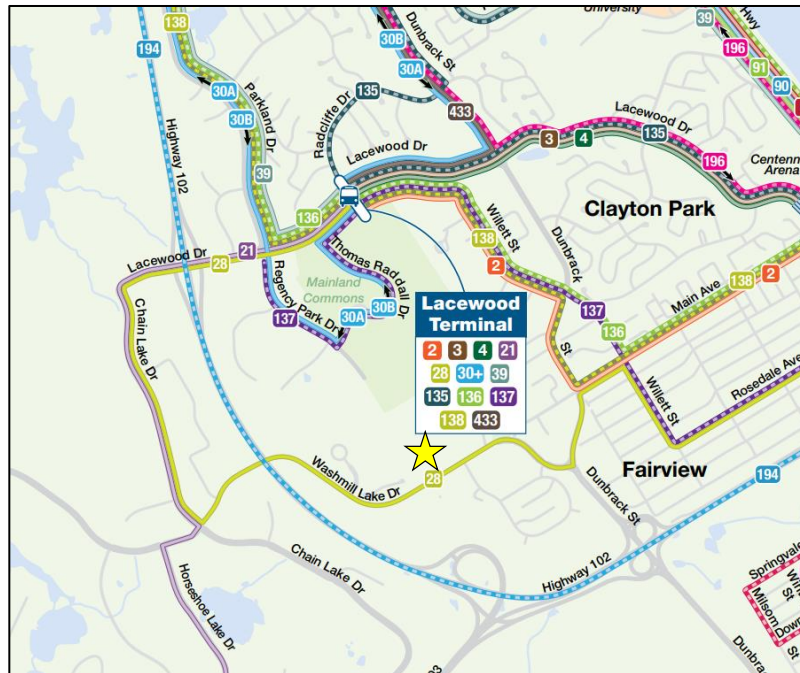 University
138
194
30B
30A
Dunbrack St
39
Hwy
196
91
90
30A
30B
Parkland Dr
Radcliffe Dr
135
433
Highway 102
Lacewood Dr
3
4
135
Lacewood Dr
196
Centenn
Arena
39
136
Clayton Park
Willett St
138
2
Dunbrack
St
Lacewood Dr
28
21
Thomas Raddall Dr
Mainland
Commons
Regency Park Dr
137
30A
30B
Chain Lake Dr
Lacewood
Terminal
2 3 4 21
28 30+ 39
135 136 137
138 433
137
136
Main Ave
138
2
Willett St
Rosedale Ave
Washmill Lake Dr
28
Fairview
Dunbrack St
194
Highway 102
Chain Lake Dr
Horseshoe Lake Dr
Springvale
Milsom
St
Dow
St
Dunbrack